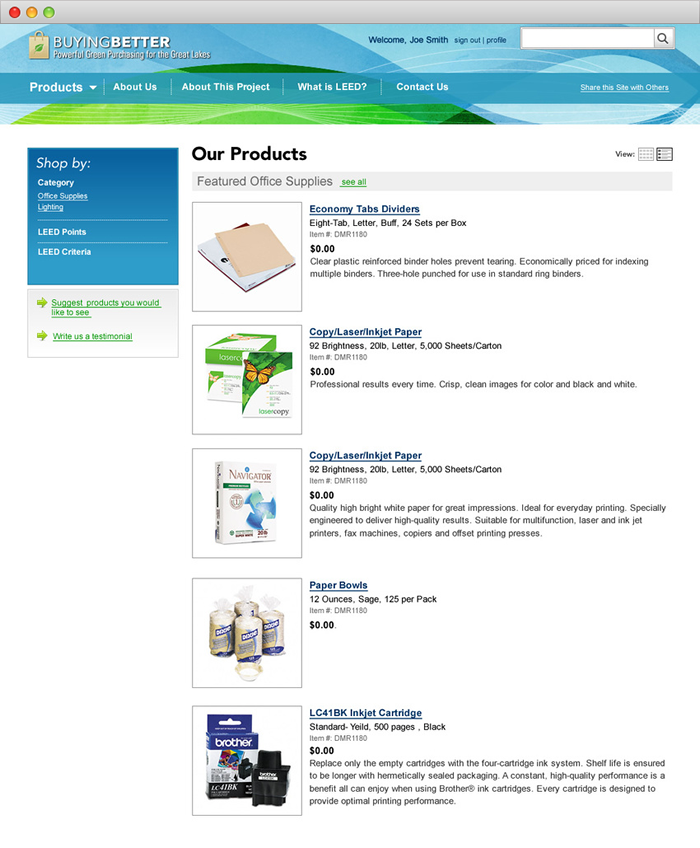 BUYINGBETTER
Powerful Green Purchasing for the Great Lakes
Welcome, Joe Smith sign out | profile
Products About Us About This Project What is LEED? Contact Us
Share this Site with Others
Shop by:
Category
Office Supplies
Lighting
LEED Points
LEED Criteria
Suggest products you would
like to see
Write us a testimonial
Our Products
View:
Featured Office Supplies see all
Economy Tabs Dividers
Eight-Tab, Letter, Buff, 24 Sets per Box
Item #: DMR1180
$0.00
Clear plastic reinforced binder holes prevent tearing. Economically priced for indexing
multiple binders. Three-hole punched for use in standard ring binders.
lasercopy
lasercopy
Copy/Laser/Inkjet Paper
92 Brightness, 20lb, Letter, 5,000 Sheets/Carton
Item #: DMR1180
$0.00
Professional results every time. Crisp, clean images for color and black and white.
NAVIGATOR
Copy/Laser/Inkjet Paper
92 Brightness, 20lb, Letter, 5,000 Sheets/Carton
Item #: DMR1180
$0.00
Quality high bright white paper for great impressions. Ideal for everyday printing. Specially
engineered to deliver high-quality results. Suitable for multifunction, laser and ink jet
printers, fax machines, copiers and offset printing presses.
DIXIE
DIXIE
DIXIE
Paper Bowls
12 Ounces, Sage, 125 per Pack
Item #: DMR1180
$0.00.
brother
brother
LC41BK
LC41BK Inkjet Cartridge
Standard- Yeild, 500 pages , Black
Item #: DMR1180
$0.00
Replace only the empty cartridges with the four-cartridge ink system. Shelf life is ensured
to be longer with hermetically sealed packaging. A constant, high-quality performance is a
benefit all can enjoy when using Brother® ink cartridges. Every cartridge is designed to
provide optimal printing performance.